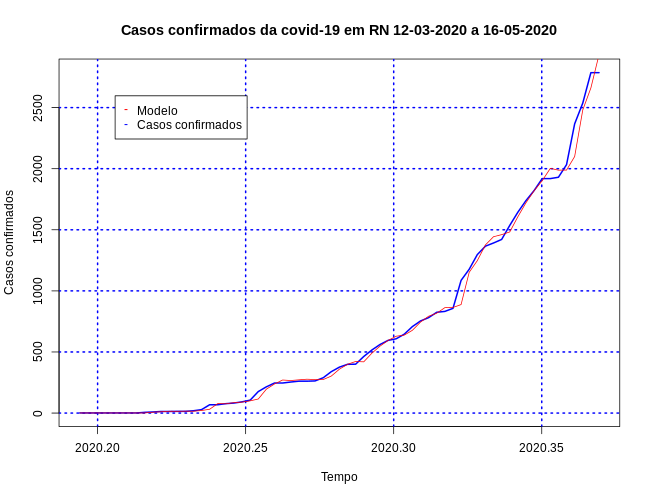 Casos confirmados da covid-19 em RN 12-03-2020 a 16-05-2020
Casos confirmados
2500
2000
1500
1000
500
0
- Modelo
- Casos confirmados
2020.20 2020.25 2020.30 2020.35
Tempo